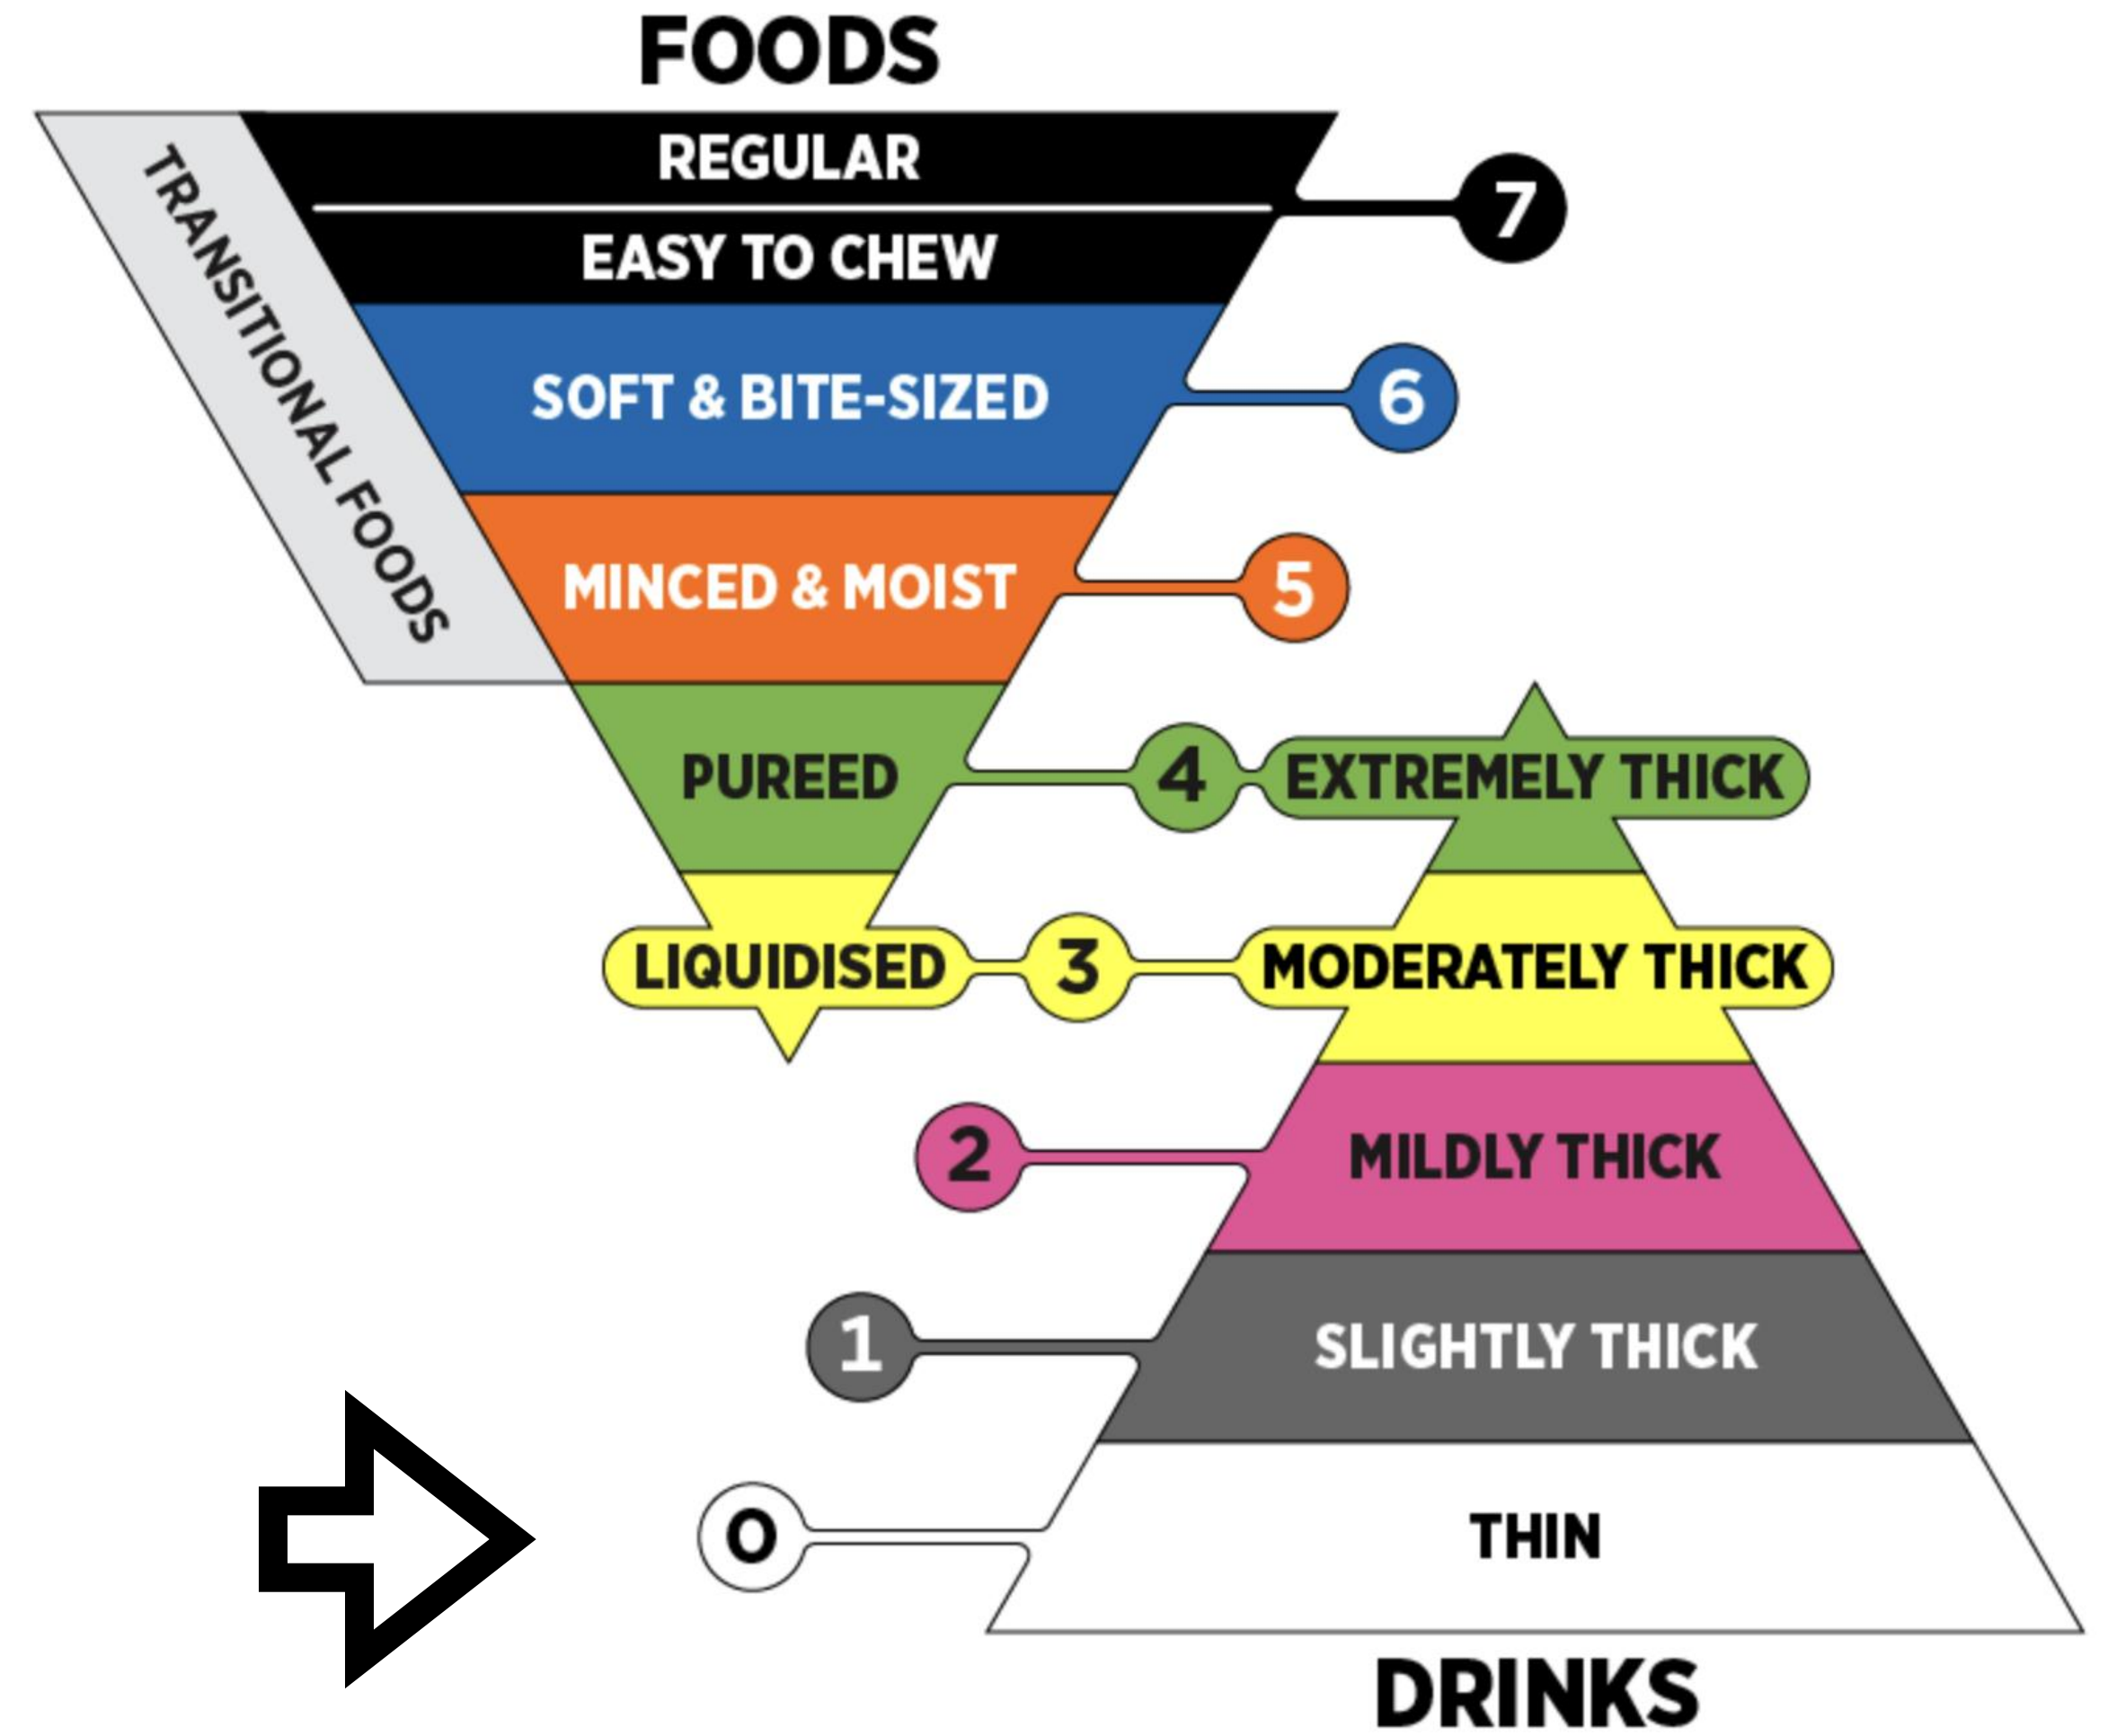 FOODS
TRANSITIONAL FOODS
REGULAR
7
EASY TO CHEW
SOFT & BITE-SIZED
6
MINCED & MOIST
5
PUREED
4
EXTREMELY THICK
LIQUIDISED
3
MODERATELY THICK
2
MILDLY THICK
1
SLIGHTLY THICK
0
THIN
DRINKS